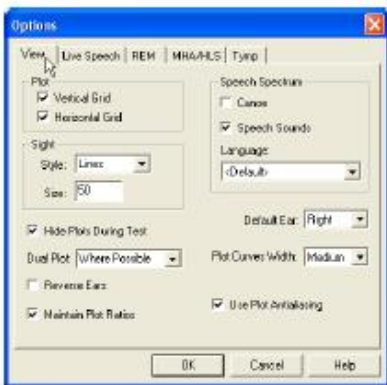 Options
View Live Speech REM MHA/HLS Tymp
Plot
Vertical Grid
Horizontal Grid
Sight
Style: Lines
Size: 50
Hide Plots During Test
Dual Plot: Where Possible
Reverse Ears
Maintain Plot Ratios
Speech Spectrum
Canoe
Speech Sounds
Language:
<Default>
Default Ear: Right
Plot Curves Width: Medium
Use Plot Antialiasing
OK Cancel Help